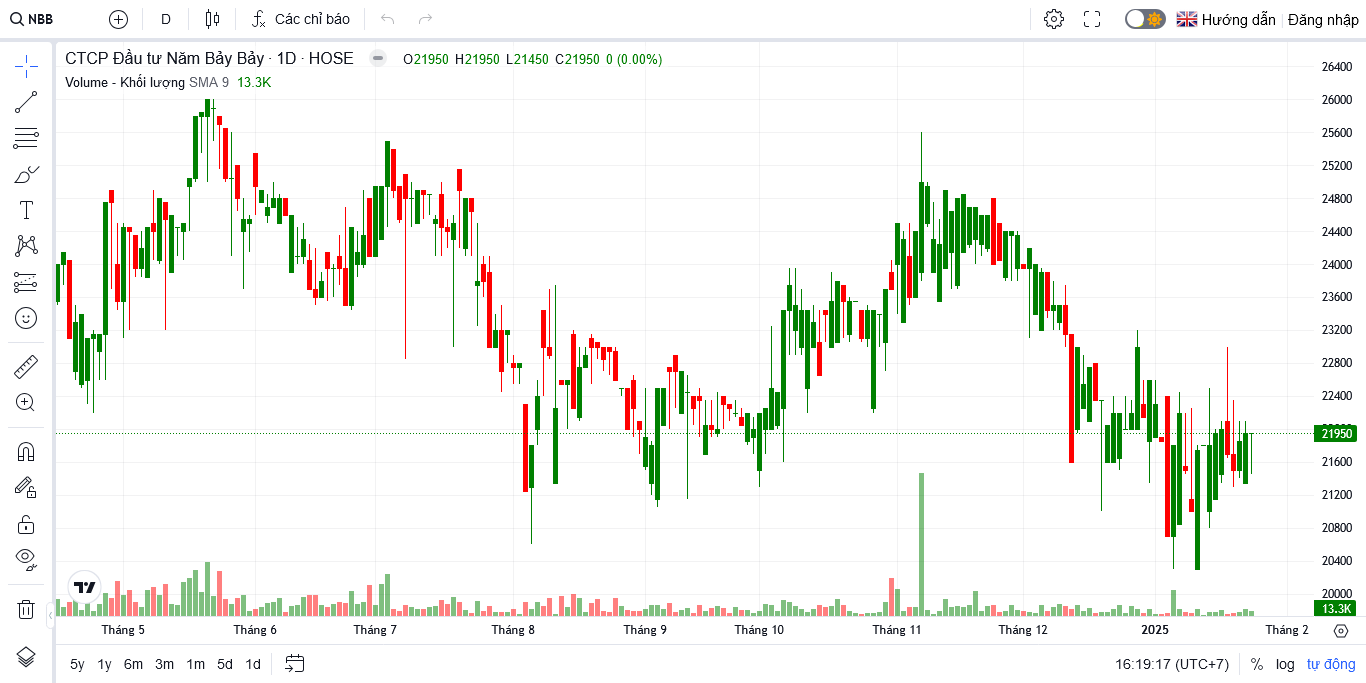 NBB D Các chỉ báo Hướng dẫn Đăng nhập
CTCP Đầu tư Năm Bảy Bảy · 1D · HOSE O21950 H21950 L21450 C21950 0 (0.00%)
Volume - Khối lượng SMA 9 13.3K
26400
26000
25600
25200
24800
24400
24000
23600
23200
22800
22400
21950
21600
21200
20800
20400
20000
13.3K
Tháng 5 Tháng 6 Tháng 7 Tháng 8 Tháng 9 Tháng 10 Tháng 11 Tháng 12 2025 Tháng 2
5y 1y 6m 3m 1m 5d 1d 16:19:17 (UTC+7) % log tự động